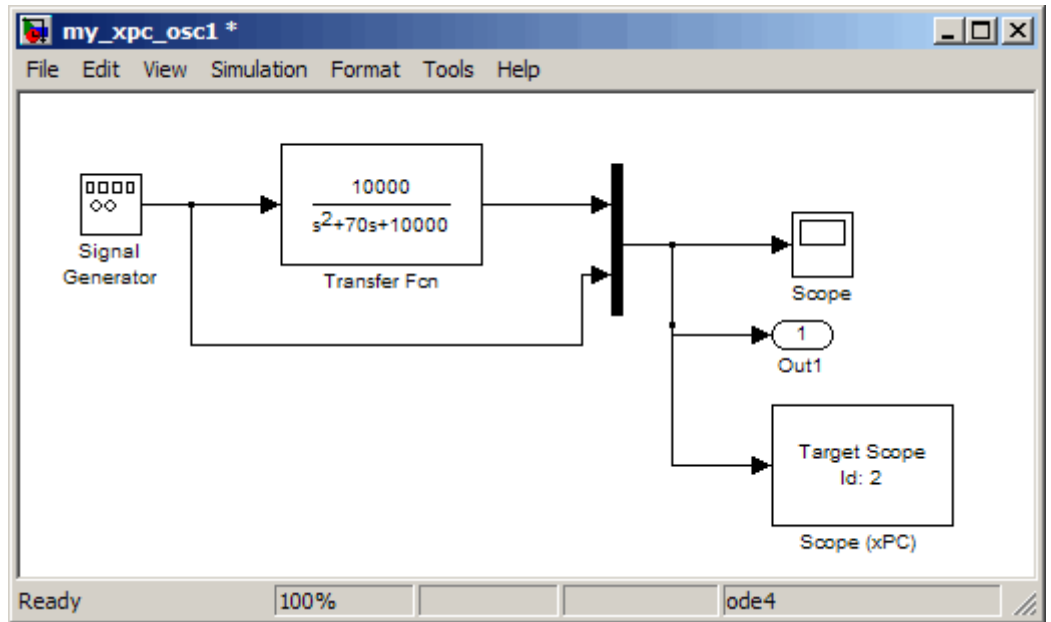 my_xpc_osc1 *
File Edit View Simulation Format Tools Help
10000
s²+70s+10000
Signal
Generator
Transfer Fcn
Scope
1
Out1
Target Scope
Id: 2
Scope (xPC)
Ready 100% ode4